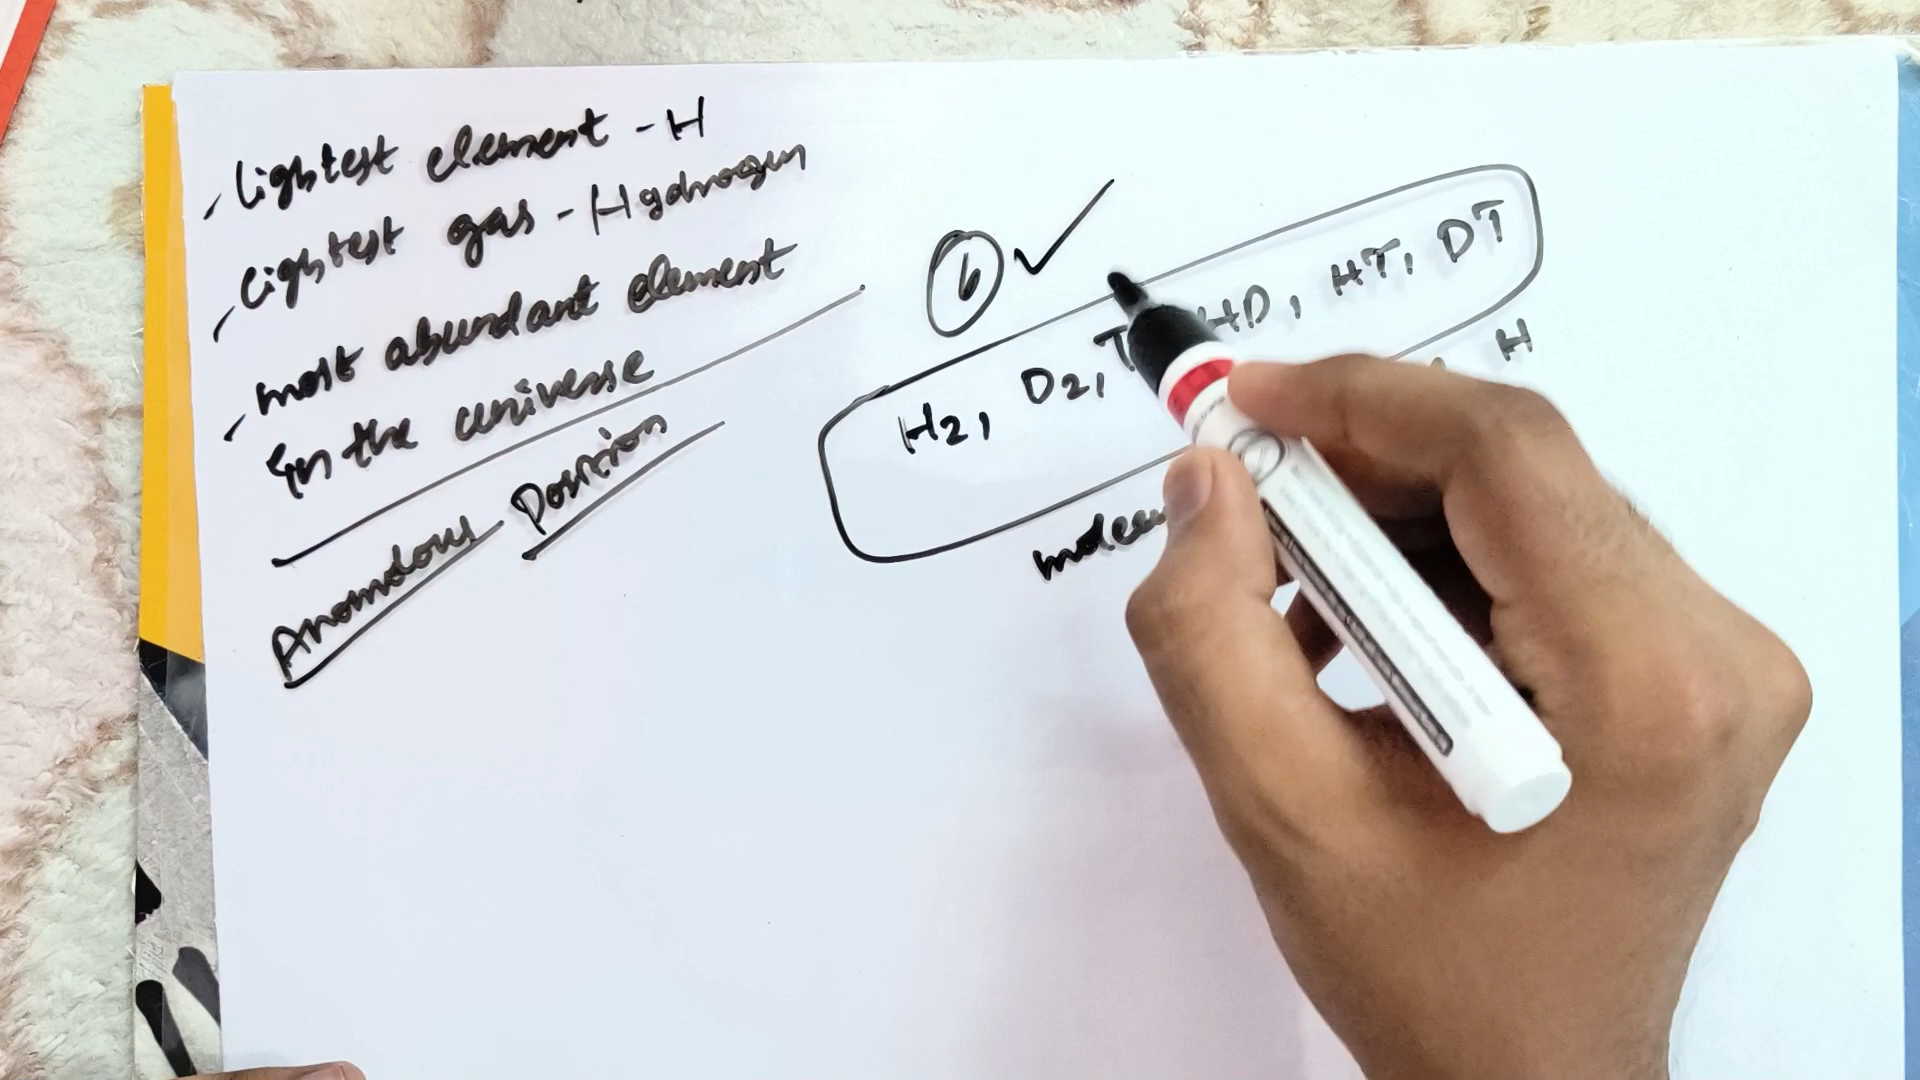 Lightest element - H
Lightest gas - Hydrogen
most abundant element
in the universe
Anomalous Position
6 ✓
H2, D2, T HD, HT, DT
H